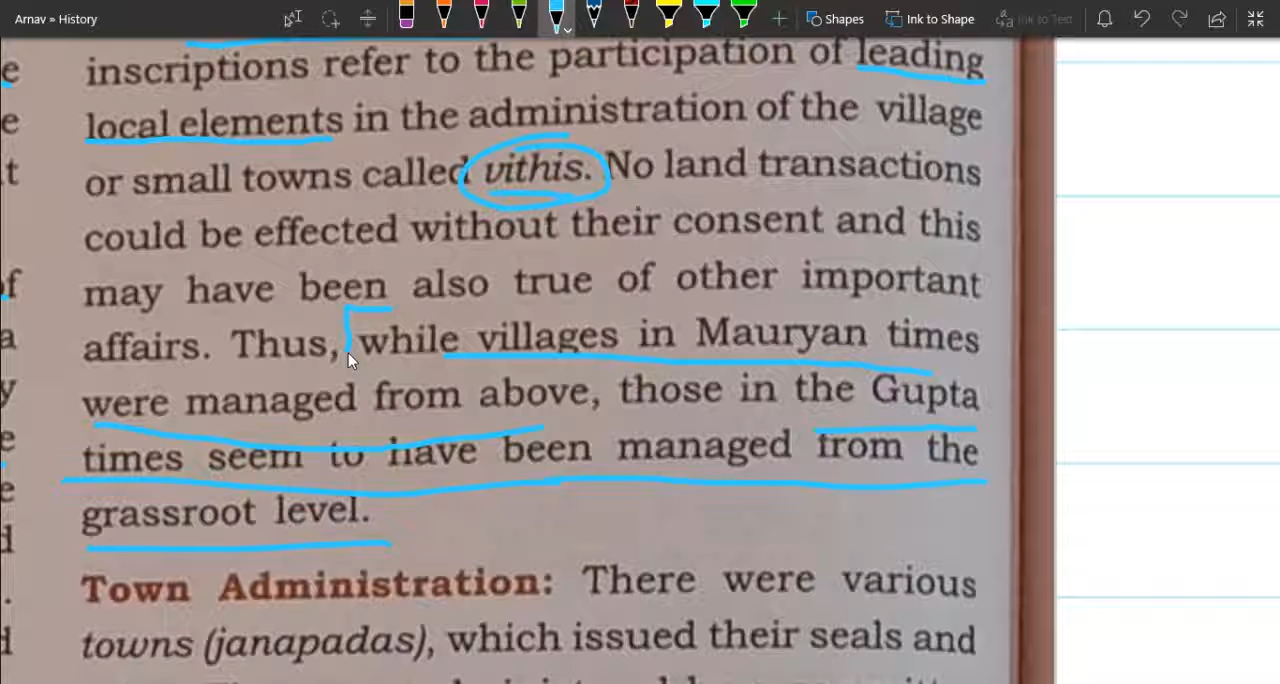 Arnav » History
Shapes
Ink to Shape
Ink to Text
inscriptions refer to the participation of leading
local elements in the administration of the village
or small towns called vithis. No land transactions
could be effected without their consent and this
may have been also true of other important
affairs. Thus, while villages in Mauryan times
were managed from above, those in the Gupta
times seem to have been managed from the
grassroot level.
Town Administration: There were various
towns (janapadas), which issued their seals and